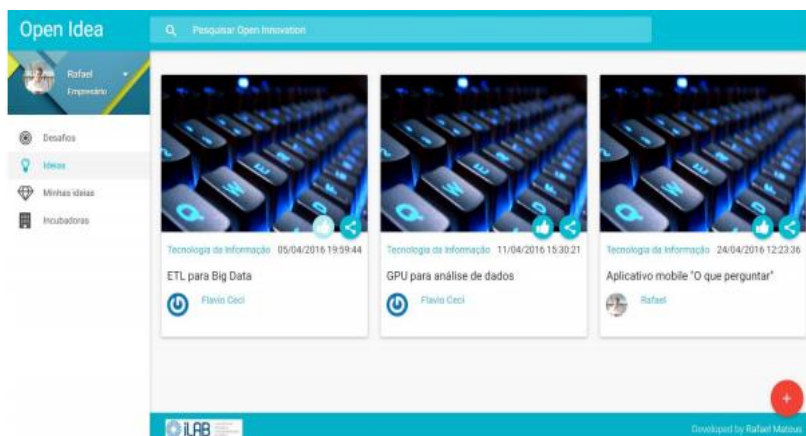 Open Idea
Pesquisar Open Innovation
Rafael
Empresário
Desafios
Ideias
Minhas ideias
Incubadoras
Tecnologia da Informação 05/04/2016 19:59:44
ETL para Big Data
Flavio Ceci
Tecnologia da Informação 11/04/2016 15:30:21
GPU para análise de dados
Flavio Ceci
Tecnologia da Informação 24/04/2016 12:23:36
Aplicativo mobile "O que perguntar"
Rafael
+
iLAB
Developed by Rafael Mateus